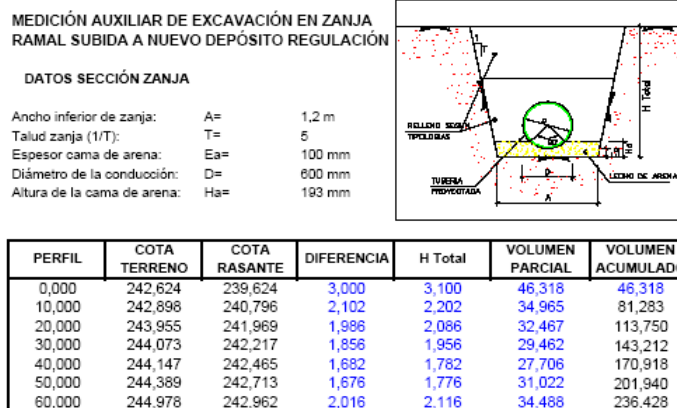 MEDICIÓN AUXILIAR DE EXCAVACIÓN EN ZANJA
RAMAL SUBIDA A NUEVO DEPÓSITO REGULACIÓN
DATOS SECCIÓN ZANJA
Ancho inferior de zanja: A= 1,2 m
Talud zanja (1/T): T= 5
Espesor cama de arena: Ea= 100 mm
Diámetro de la conducción: D= 600 mm
Altura de la cama de arena: Ha= 193 mm
1
T
H Total
RELLENO SEGUN
TIPOLOGIAS
TUBERIA
PROYECTADA
LECHO DE ARENA
D
A
PERFIL COTA TERRENO COTA RASANTE DIFERENCIA H Total VOLUMEN PARCIAL VOLUMEN ACUMULADO
0,000 242,624 239,624 3,000 3,100 46,318 46,318
10,000 242,898 240,796 2,102 2,202 34,965 81,283
20,000 243,955 241,969 1,986 2,086 32,467 113,750
30,000 244,073 242,217 1,856 1,956 29,462 143,212
40,000 244,147 242,465 1,682 1,782 27,706 170,918
50,000 244,389 242,713 1,676 1,776 31,022 201,940
60,000 244,978 242,962 2,016 2,116 34,488 236,428